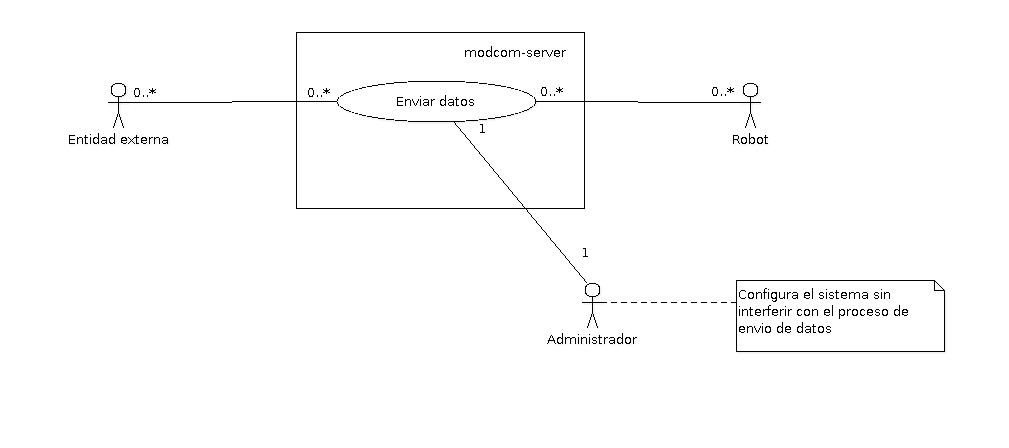 modcom-server
0..*
0..*
0..*
0..*
Enviar datos
Entidad externa
Robot
1
1
Administrador
Configura el sistema sin
interferir con el proceso de
envio de datos